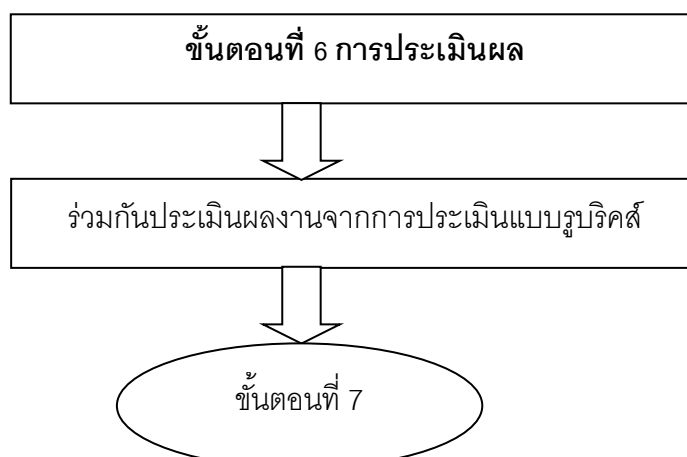 ขั้นตอนที่ 6 การประเมินผล
ร่วมกันประเมินผลงานจากการประเมินแบบรูบริคส์
ขั้นตอนที่ 7